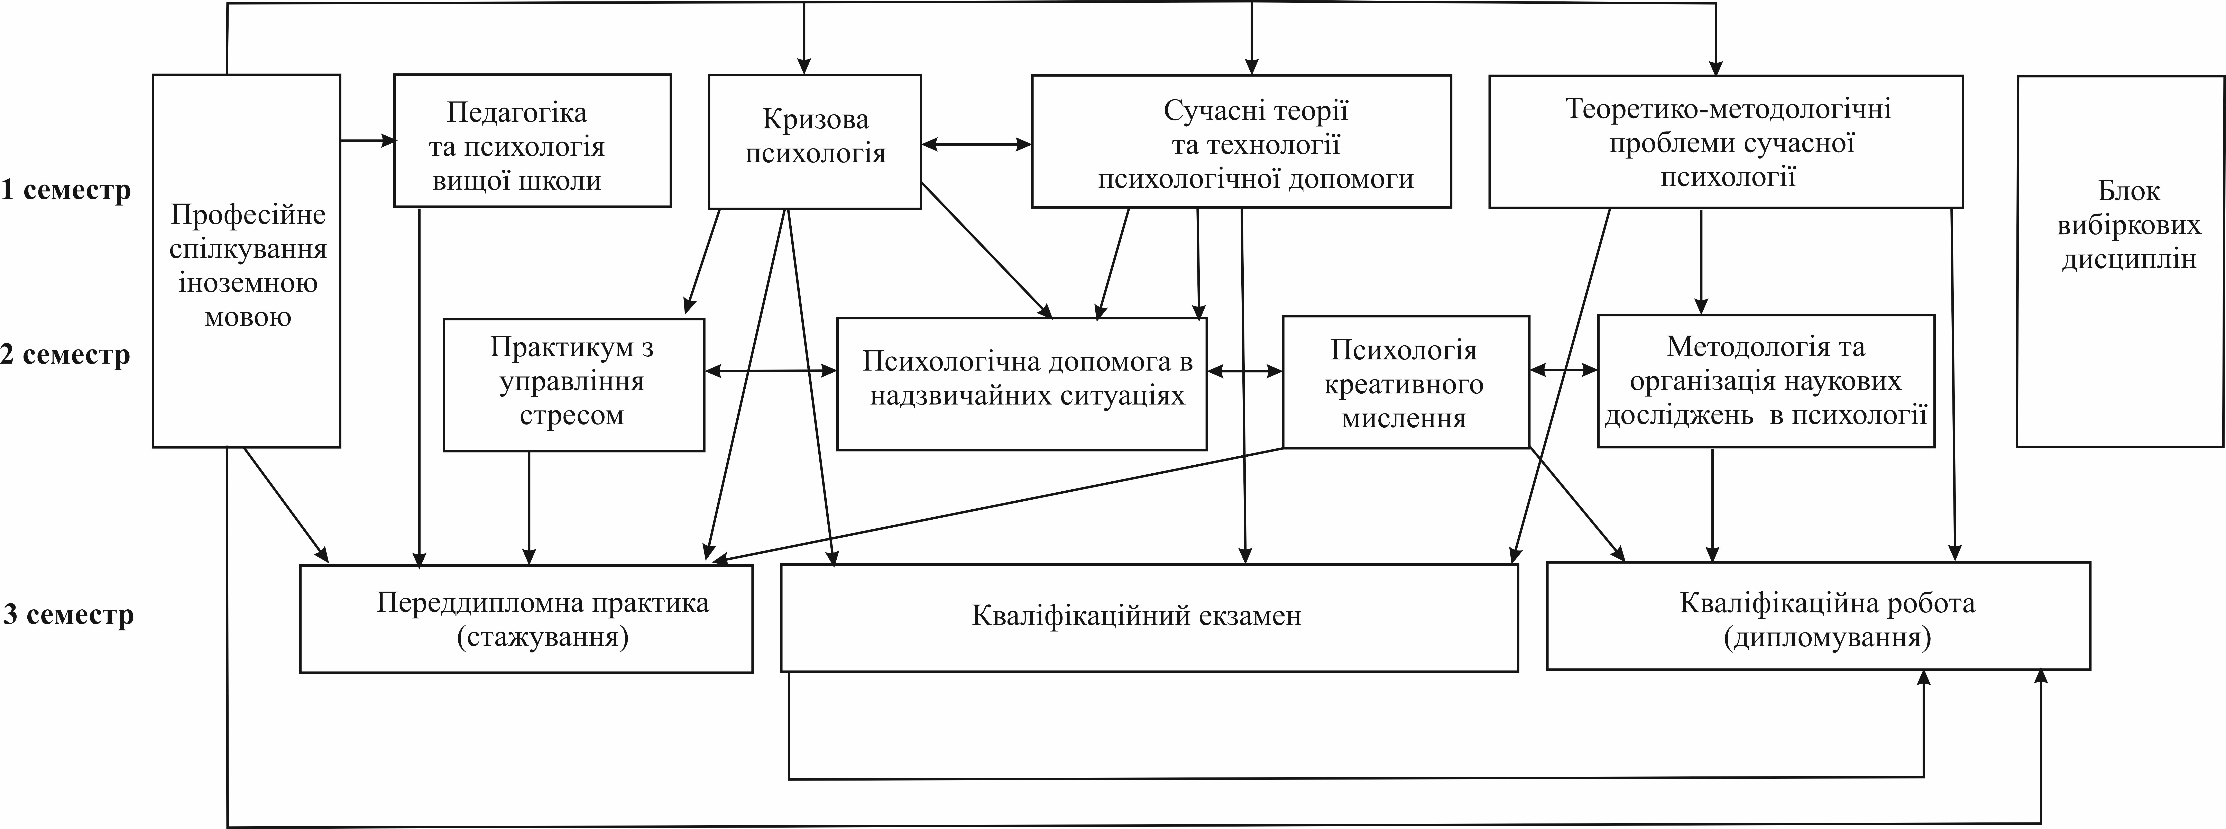 1 семестр
2 семестр
3 семестр
Професійне
спілкування
іноземною
мовою
Педагогіка
та психологія
вищої школи
Кризова
психологія
Сучасні теорії
та технології
психологічної допомоги
Теоретико-методологічні
проблеми сучасної
психології
Блок
вибіркових
дисциплін
Практикум з
управління
стресом
Психологічна допомога в
надзвичайних ситуаціях
Психологія
креативного
мислення
Методологія та
організація наукових
досліджень в психології
Переддипломна практика
(стажування)
Кваліфікаційний екзамен
Кваліфікаційна робота
(дипломування)